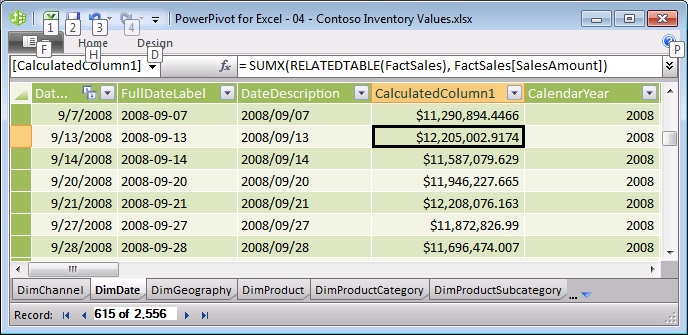 PowerPivot for Excel - 04 - Contoso Inventory Values.xlsx
1 2 3 4
Home Design
F H D P
[CalculatedColumn1] fx = SUMX(RELATEDTABLE(FactSales), FactSales[SalesAmount])
Dat... FullDateLabel DateDescription CalculatedColumn1 CalendarYear
9/7/2008 2008-09-07 2008/09/07 $11,290,894.4466 2008
9/13/2008 2008-09-13 2008/09/13 $12,205,002.9174 2008
9/14/2008 2008-09-14 2008/09/14 $11,587,079.629 2008
9/20/2008 2008-09-20 2008/09/20 $11,946,227.665 2008
9/21/2008 2008-09-21 2008/09/21 $12,208,076.163 2008
9/27/2008 2008-09-27 2008/09/27 $11,872,826.99 2008
9/28/2008 2008-09-28 2008/09/28 $11,696,474.007 2008
DimChannel DimDate DimGeography DimProduct DimProductCategory DimProductSubcategory ...
Record: 615 of 2,556